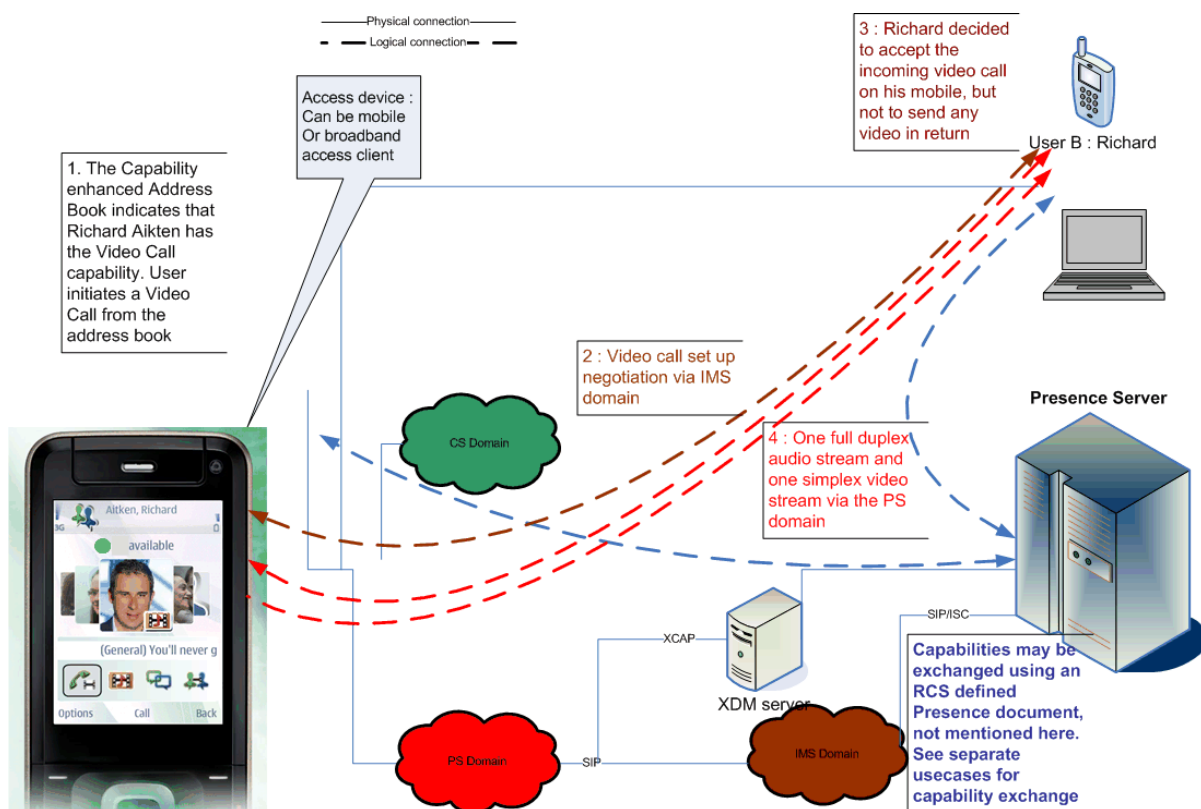 Physical connection
Logical connection
3 : Richard decided
to accept the
incoming video call
on his mobile, but
not to send any
video in return
User B : Richard
Access device :
Can be mobile
Or broadband
access client
1. The Capability
enhanced Address
Book indicates that
Richard Aikten has
the Video Call
capability. User
initiates a Video
Call from the
address book
2 : Video call set up
negotiation via IMS
domain
CS Domain
4 : One full duplex
audio stream and
one simplex video
stream via the PS
domain
Presence Server
Aitken, Richard
3G
available
(General) You'll never g
Options Call Back
XCAP
SIP/ISC
XDM server
PS Domain
SIP
IMS Domain
Capabilities may be
exchanged using an
RCS defined
Presence document,
not mentioned here.
See separate
usecases for
capability exchange